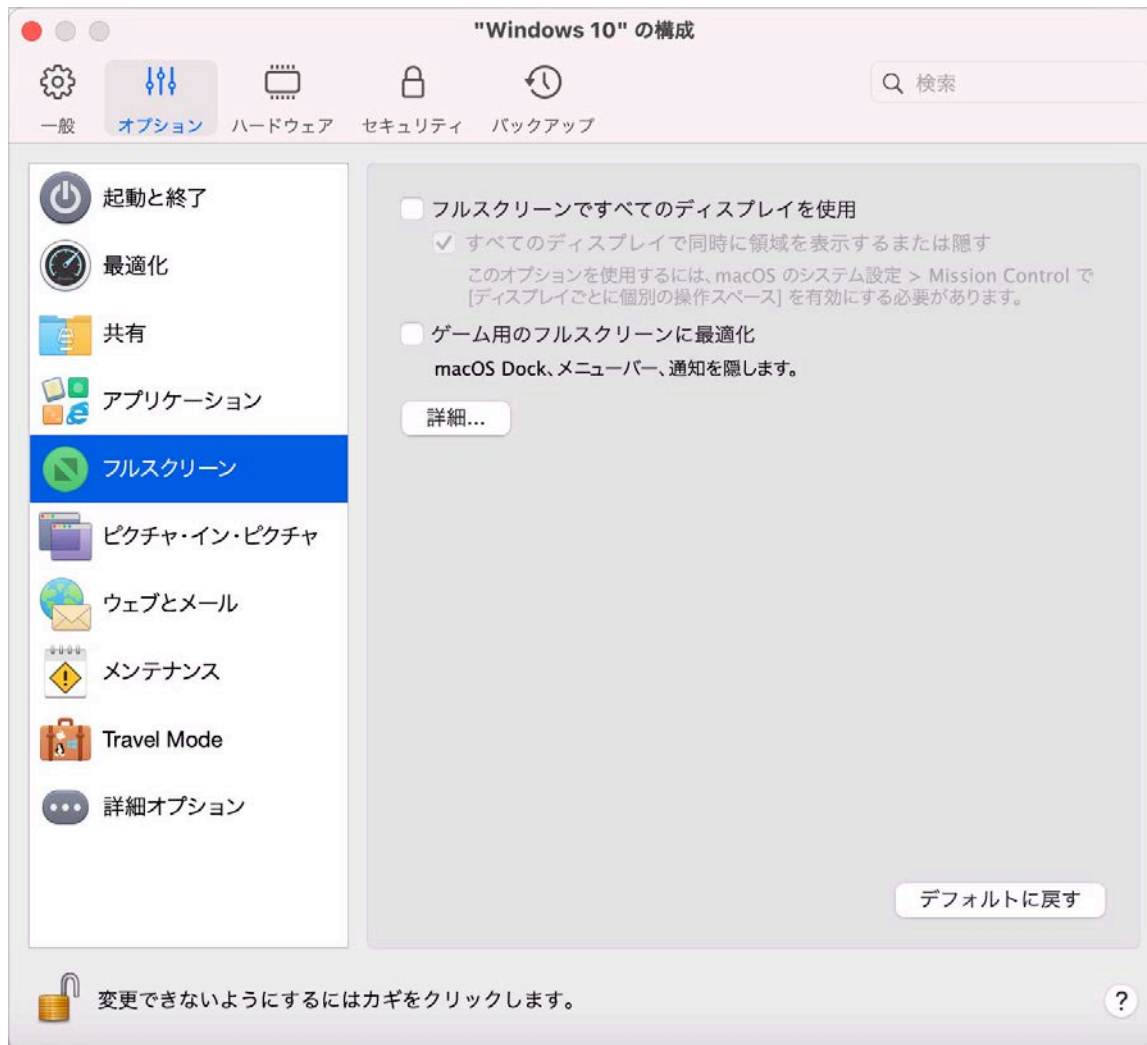 "Windows 10" の構成
一般
オプション
ハードウェア
セキュリティ
バックアップ
検索
起動と終了
最適化
共有
アプリケーション
フルスクリーン
ピクチャ・イン・ピクチャ
ウェブとメール
メンテナンス
Travel Mode
詳細オプション
フルスクリーンですべてのディスプレイを使用
すべてのディスプレイで同時に領域を表示するまたは隠す
このオプションを使用するには、macOS のシステム設定 > Mission Control で
[ディスプレイごとに個別の操作スペース] を有効にする必要があります。
ゲーム用のフルスクリーンに最適化
macOS Dock、メニューバー、通知を隠します。
詳細...
デフォルトに戻す
変更できないようにするにはカギをクリックします。
?